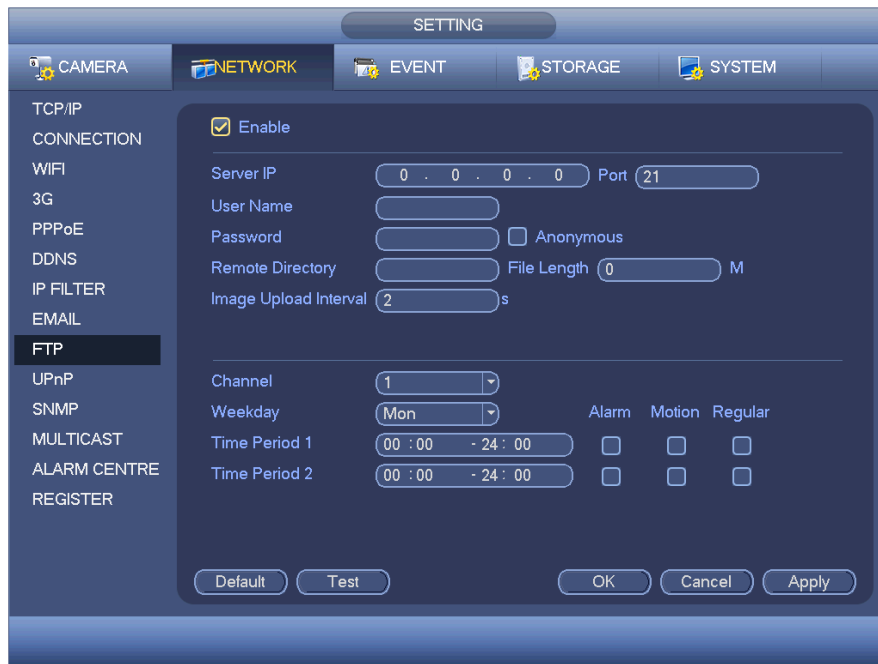 SETTING
CAMERA NETWORK EVENT STORAGE SYSTEM
TCP/IP
CONNECTION
WIFI
3G
PPPoE
DDNS
IP FILTER
EMAIL
FTP
UPnP
SNMP
MULTICAST
ALARM CENTRE
REGISTER
Enable
Server IP 0 . 0 . 0 . 0 Port 21
User Name
Password Anonymous
Remote Directory File Length 0 M
Image Upload Interval 2 s
Channel 1
Weekday Mon Alarm Motion Regular
Time Period 1 00 :00 - 24 : 00
Time Period 2 00 :00 - 24 : 00
Default Test OK Cancel Apply